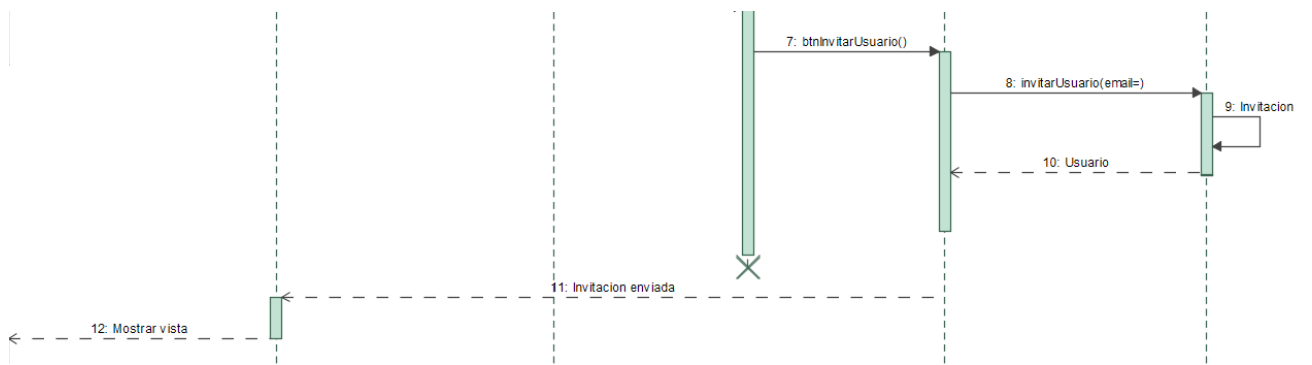 7: btnInvitarUsuario()
8: invitarUsuario(email=)
9: Invitacion
10: Usuario
11: Invitacion enviada
12: Mostrar vista